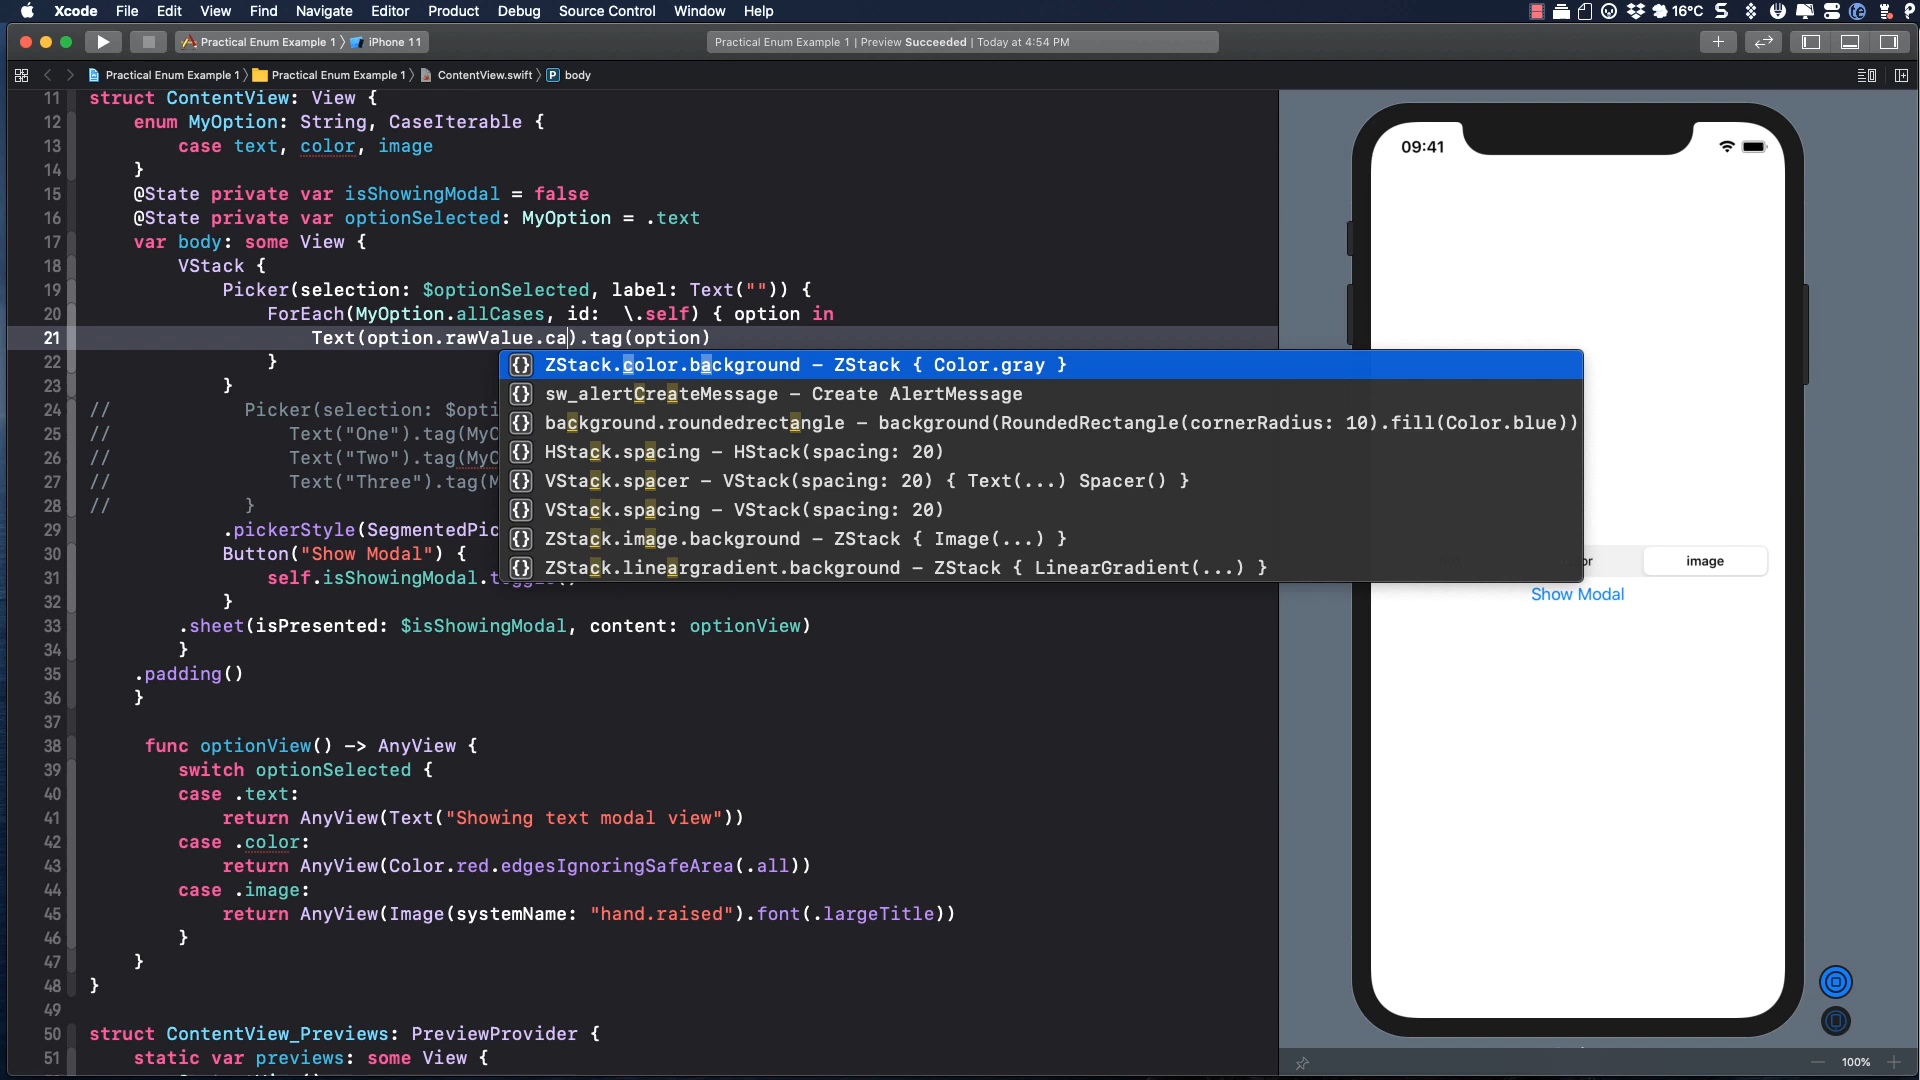 Xcode File Edit View Find Navigate Editor Product Debug Source Control Window Help 16°C
Practical Enum Example 1 iPhone 11 Practical Enum Example 1 | Preview Succeeded | Today at 4:54 PM
Practical Enum Example 1 Practical Enum Example 1 ContentView.swift P body
11 struct ContentView: View {
12 enum MyOption: String, CaseIterable {
13 case text, color, image
14 }
15 @State private var isShowingModal = false
16 @State private var optionSelected: MyOption = .text
17 var body: some View {
18 VStack {
19 Picker(selection: $optionSelected, label: Text("")) {
20 ForEach(MyOption.allCases, id: \.self) { option in
21 Text(option.rawValue.ca).tag(option)
22 }
23 }
24 // Picker(selection: $opti
25 // Text("One").tag(MyO
26 // Text("Two").tag(MyO
27 // Text("Three").tag(M
28 // }
29 .pickerStyle(SegmentedPic
30 Button("Show Modal") {
31 self.isShowingModal.toggle()
32 }
33 .sheet(isPresented: $isShowingModal, content: optionView)
34 }
35 .padding()
36 }
37
38 func optionView() -> AnyView {
39 switch optionSelected {
40 case .text:
41 return AnyView(Text("Showing text modal view"))
42 case .color:
43 return AnyView(Color.red.edgesIgnoringSafeArea(.all))
44 case .image:
45 return AnyView(Image(systemName: "hand.raised").font(.largeTitle))
46 }
47 }
48 }
49
50 struct ContentView_Previews: PreviewProvider {
51 static var previews: some View {
{} ZStack.color.background – ZStack { Color.gray }
{} sw_alertCreateMessage – Create AlertMessage
{} background.roundedrectangle – background(RoundedRectangle(cornerRadius: 10).fill(Color.blue))
{} HStack.spacing – HStack(spacing: 20)
{} VStack.spacer – VStack(spacing: 20) { Text(...) Spacer() }
{} VStack.spacing – VStack(spacing: 20)
{} ZStack.image.background – ZStack { Image(...) }
{} ZStack.lineargradient.background – ZStack { LinearGradient(...) }
09:41
or image
Show Modal
100%